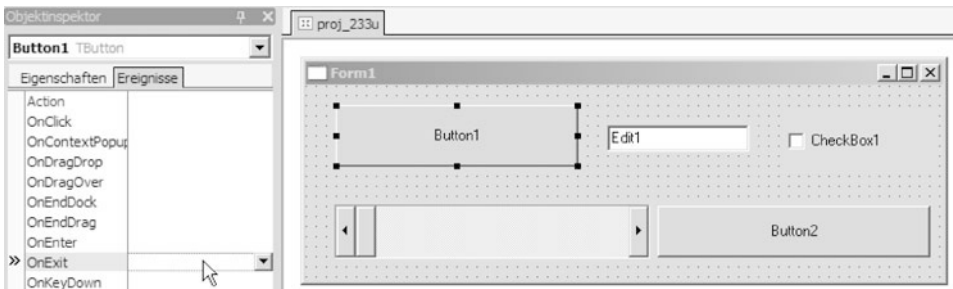 Objektinspektor
Button1 TButton
Eigenschaften Ereignisse
Action
OnClick
OnContextPopup
OnDragDrop
OnDragOver
OnEndDock
OnEndDrag
OnEnter
OnExit
OnKeyDown
proj_233u
Form1
Button1
Edit1
CheckBox1
Button2